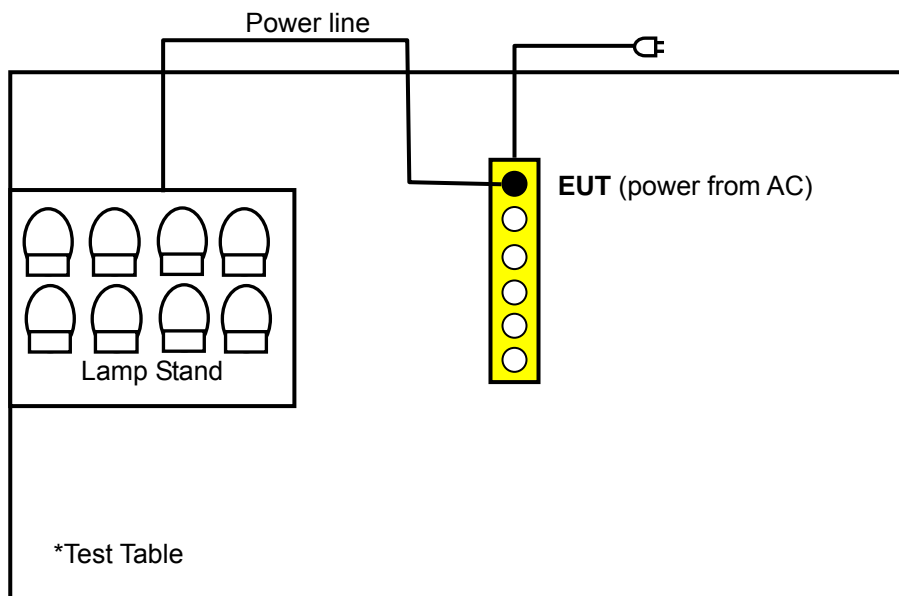 Power line
EUT (power from AC)
Lamp Stand
*Test Table